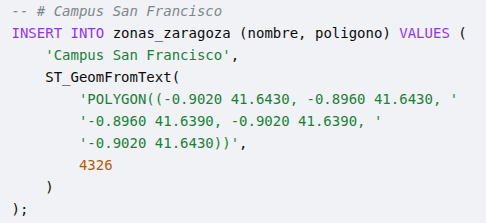 -- # Campus San Francisco
INSERT INTO zonas_zaragoza (nombre, poligono) VALUES (
    'Campus San Francisco',
    ST_GeomFromText(
        'POLYGON((-0.9020 41.6430, -0.8960 41.6430, '
        '-0.8960 41.6390, -0.9020 41.6390, '
        '-0.9020 41.6430))',
        4326
    )
);